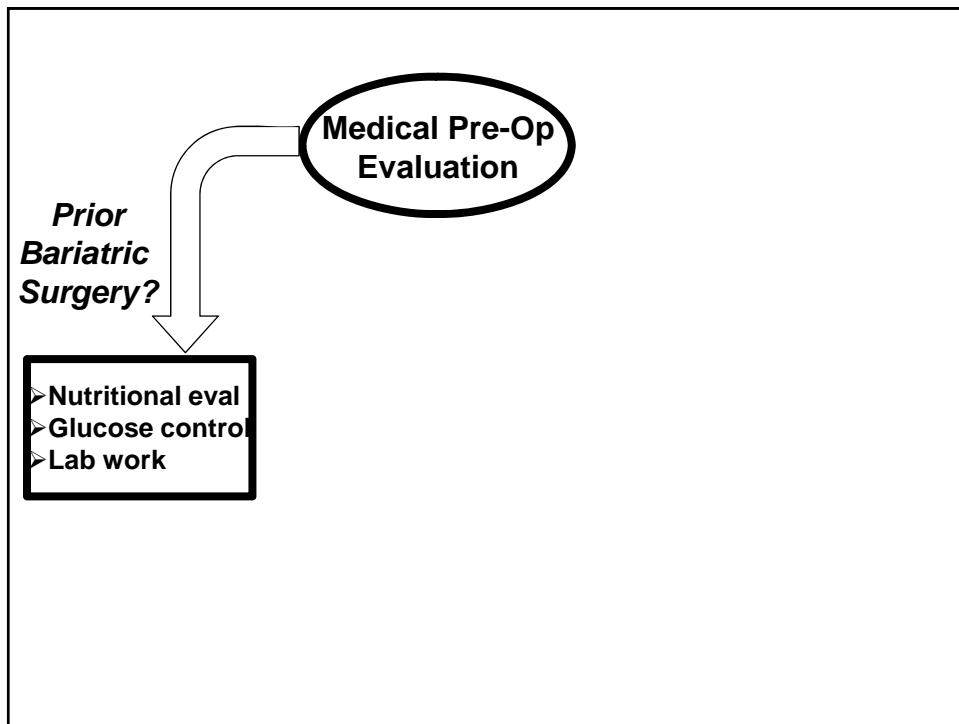 Medical Pre-Op
Evaluation
Prior
Bariatric
Surgery?
➢Nutritional eval
➢Glucose control
➢Lab work